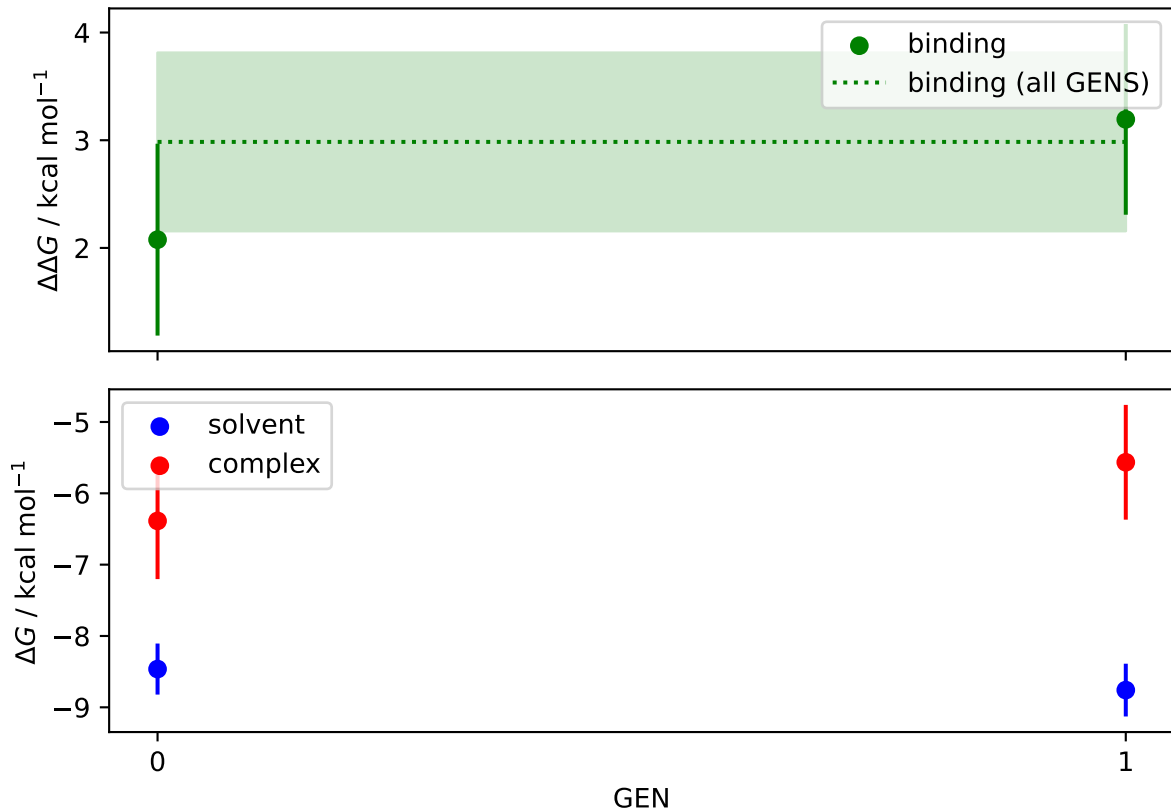 4
3
2
ΔΔG / kcal mol⁻¹
binding
binding (all GENS)
−5
−6
−7
−8
−9
ΔG / kcal mol⁻¹
solvent
complex
0
1
GEN